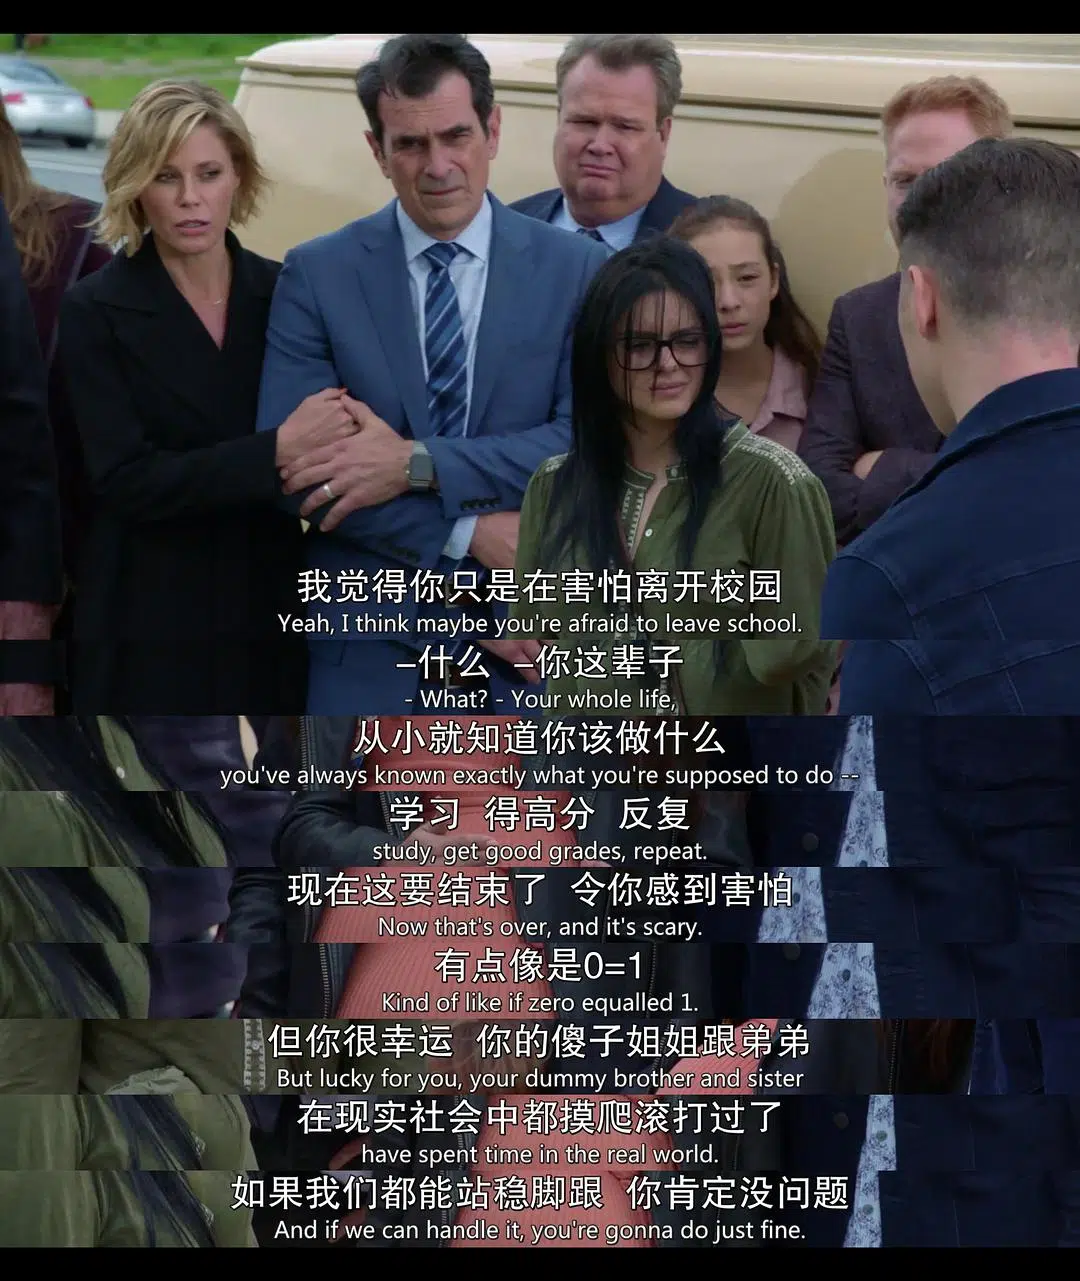 我觉得你只是在害怕离开校园
Yeah, I think maybe you're afraid to leave school.
–什么 –你这辈子
- What? - Your whole life,
从小就知道你该做什么
you've always known exactly what you're supposed to do --
学习 得高分 反复
study, get good grades, repeat.
现在这要结束了 令你感到害怕
Now that's over, and it's scary.
有点像是0=1
Kind of like if zero equalled 1.
但你很幸运 你的傻子姐姐跟弟弟
But lucky for you, your dummy brother and sister
在现实社会中都摸爬滚打过了
have spent time in the real world.
如果我们都能站稳脚跟 你肯定没问题
And if we can handle it, you're gonna do just fine.